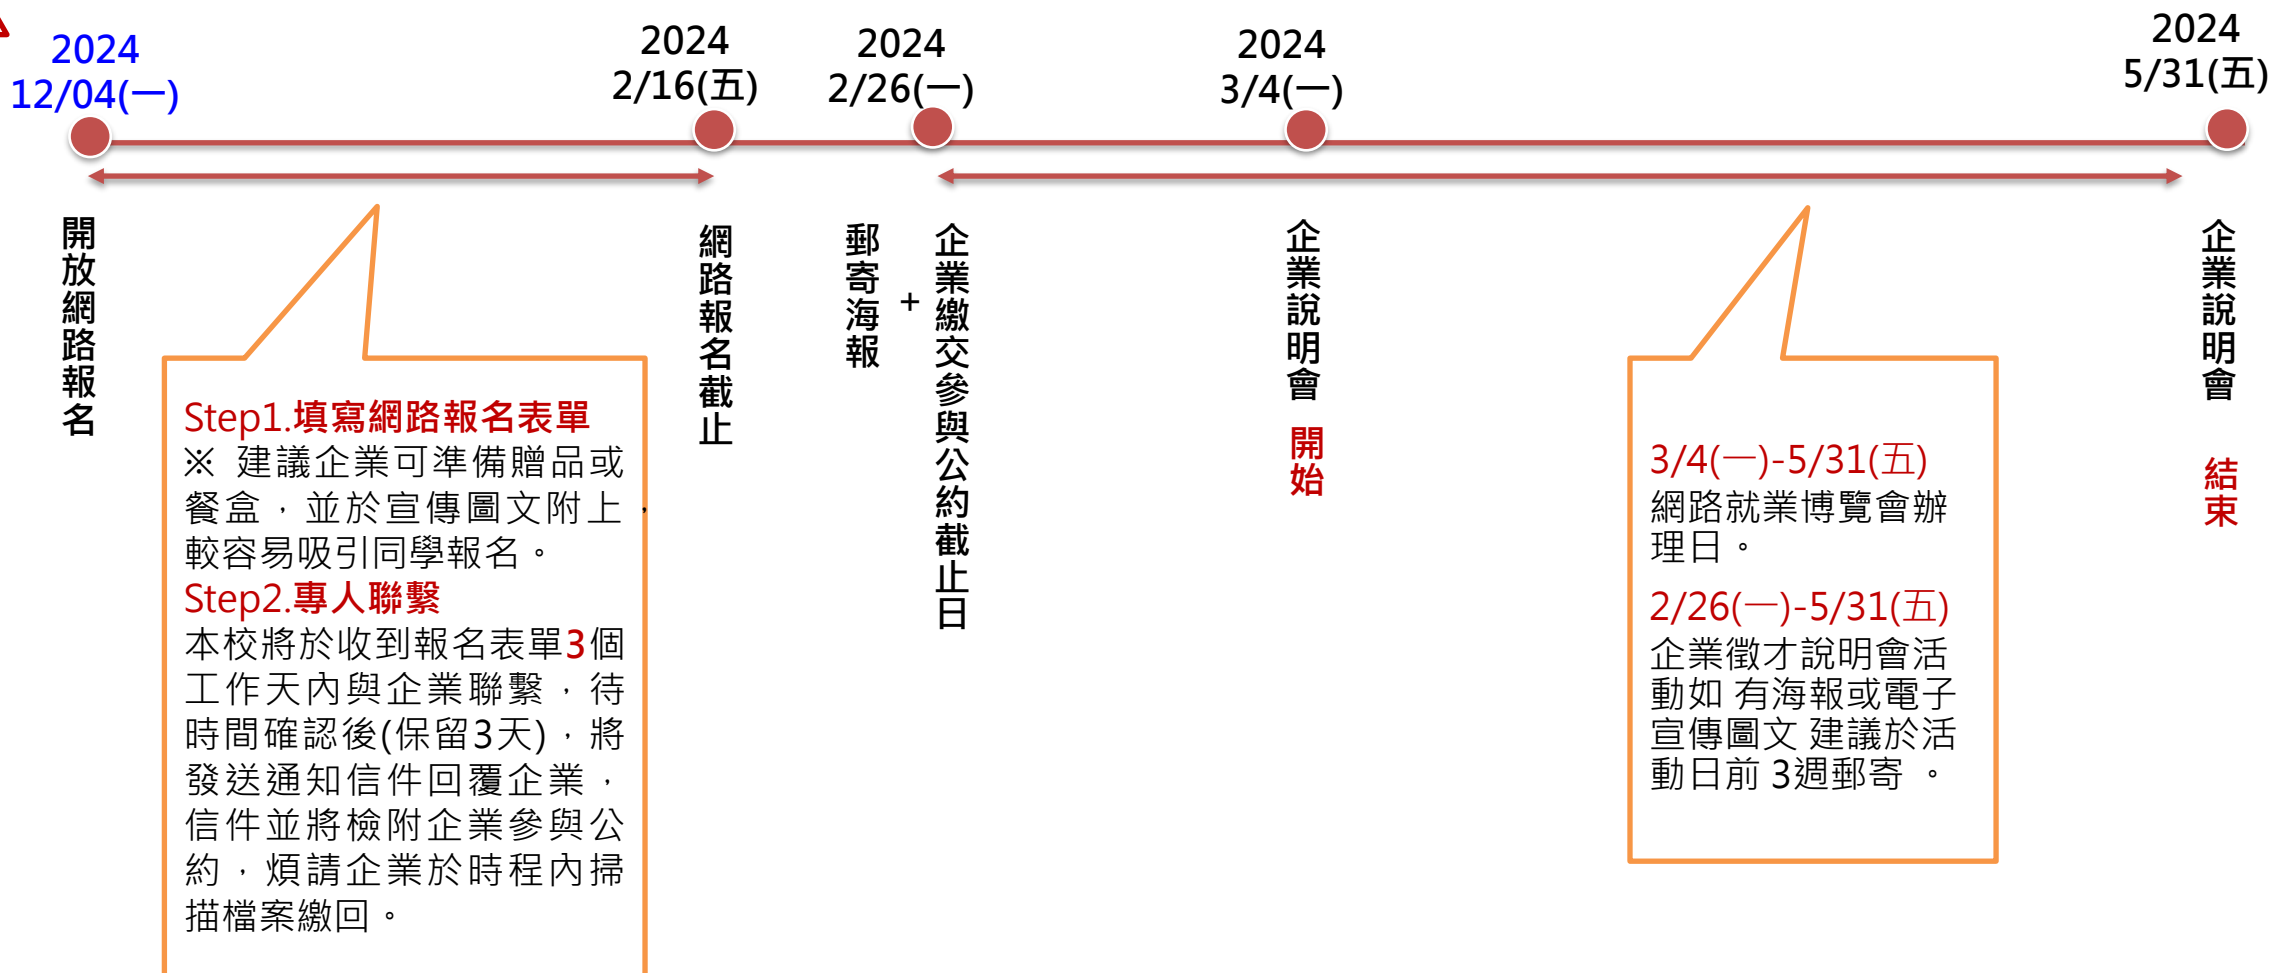 2024
12/04(一)
2024
2/16(五)
2024
2/26(一)
2024
3/4(一)
2024
5/31(五)
開放網路報名
網路報名截止
郵寄海報
+
企業繳交參與公約截止日
企業說明會 開始
企業說明會 結束
Step1.填寫網路報名表單
※ 建議企業可準備贈品或
餐盒，並於宣傳圖文附上，
較容易吸引同學報名。
Step2.專人聯繫
本校將於收到報名表單3個
工作天內與企業聯繫，待
時間確認後(保留3天)，將
發送通知信件回覆企業，
信件並將檢附企業參與公
約，煩請企業於時程內掃
描檔案繳回。
3/4(一)-5/31(五)
網路就業博覽會辦
理日。
2/26(一)-5/31(五)
企業徵才說明會活
動如 有海報或電子
宣傳圖文 建議於活
動日前 3週郵寄 。